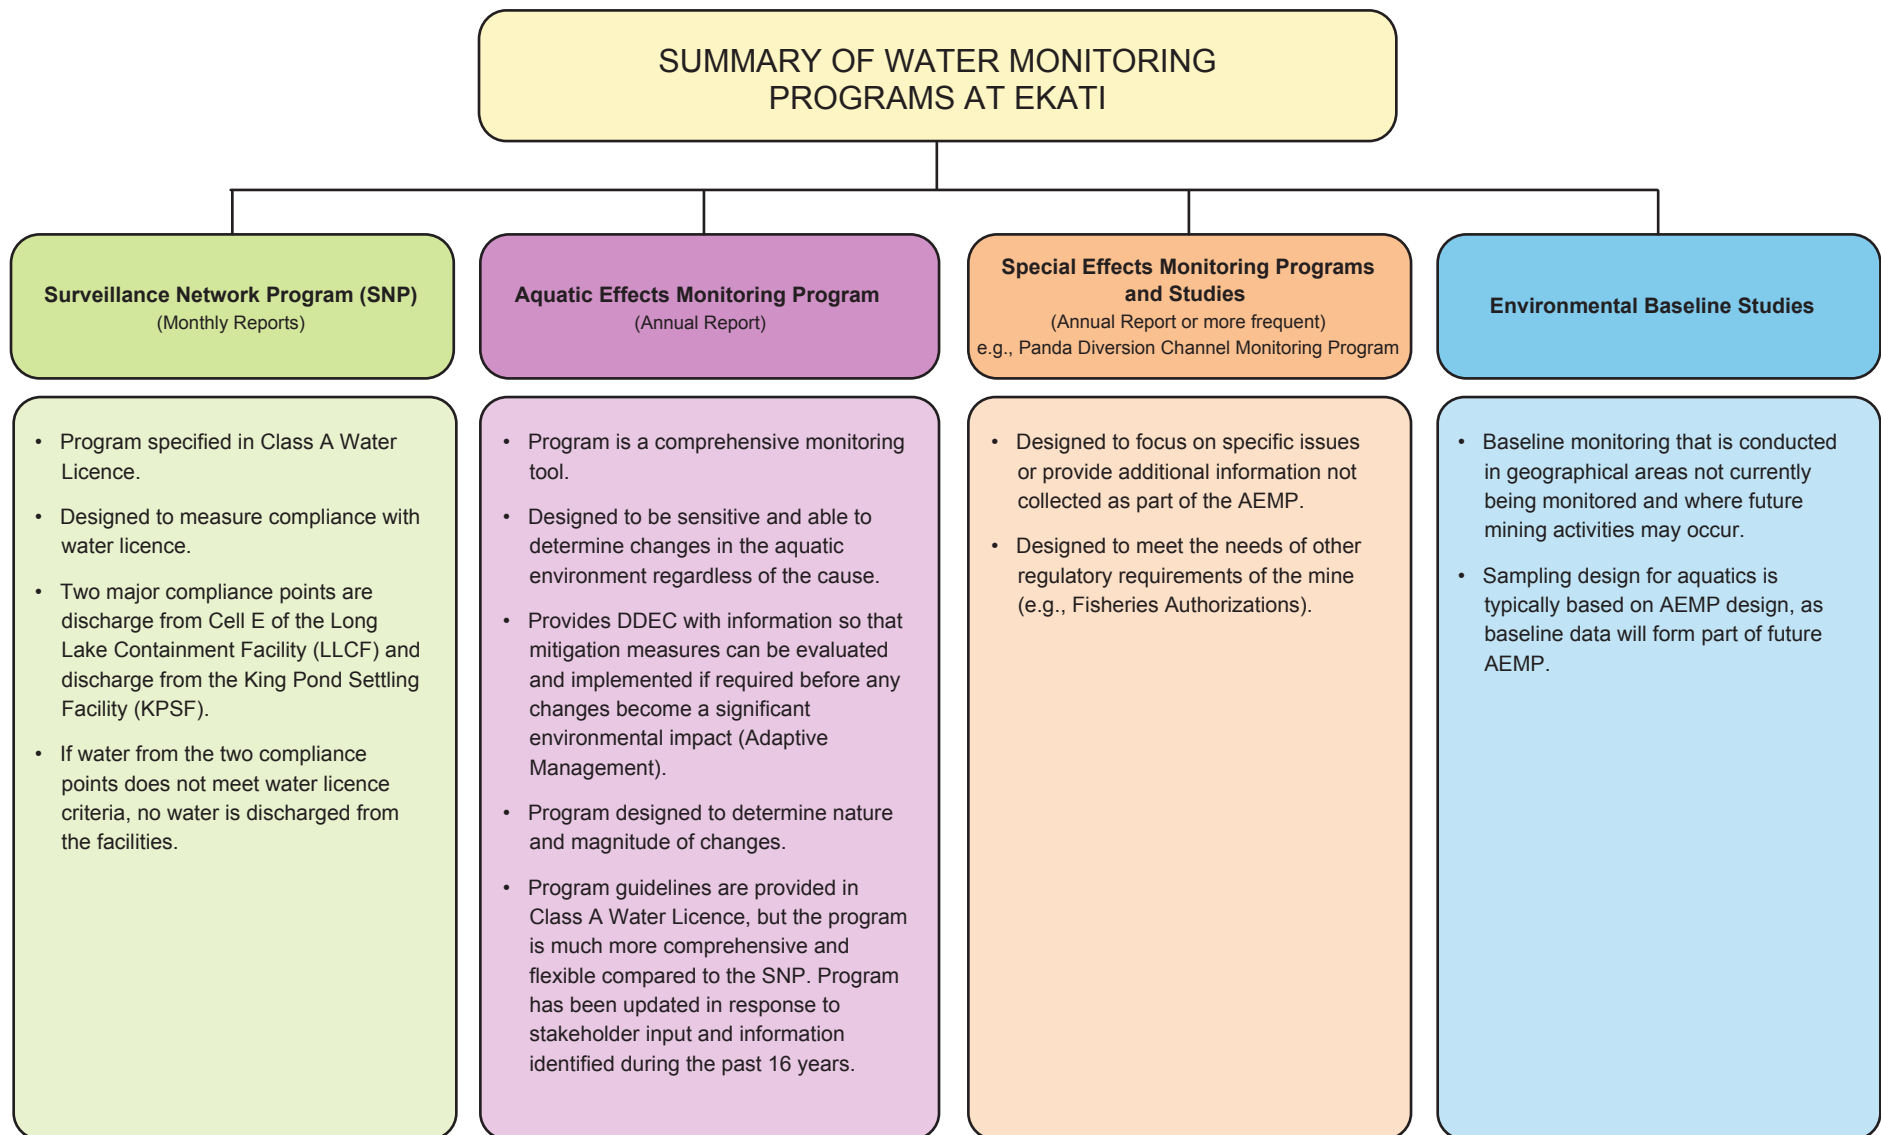 SUMMARY OF WATER MONITORING
PROGRAMS AT EKATI
Surveillance Network Program (SNP)
(Monthly Reports)
• Program specified in Class A Water
Licence.
• Designed to measure compliance with
water licence.
• Two major compliance points are
discharge from Cell E of the Long
Lake Containment Facility (LLCF) and
discharge from the King Pond Settling
Facility (KPSF).
• If water from the two compliance
points does not meet water licence
criteria, no water is discharged from
the facilities.
Aquatic Effects Monitoring Program
(Annual Report)
• Program is a comprehensive monitoring
tool.
• Designed to be sensitive and able to
determine changes in the aquatic
environment regardless of the cause.
• Provides DDEC with information so that
mitigation measures can be evaluated
and implemented if required before any
changes become a significant
environmental impact (Adaptive
Management).
• Program designed to determine nature
and magnitude of changes.
• Program guidelines are provided in
Class A Water Licence, but the program
is much more comprehensive and
flexible compared to the SNP. Program
has been updated in response to
stakeholder input and information
identified during the past 16 years.
Special Effects Monitoring Programs
and Studies
(Annual Report or more frequent)
e.g., Panda Diversion Channel Monitoring Program
• Designed to focus on specific issues
or provide additional information not
collected as part of the AEMP.
• Designed to meet the needs of other
regulatory requirements of the mine
(e.g., Fisheries Authorizations).
Environmental Baseline Studies
• Baseline monitoring that is conducted
in geographical areas not currently
being monitored and where future
mining activities may occur.
• Sampling design for aquatics is
typically based on AEMP design, as
baseline data will form part of future
AEMP.